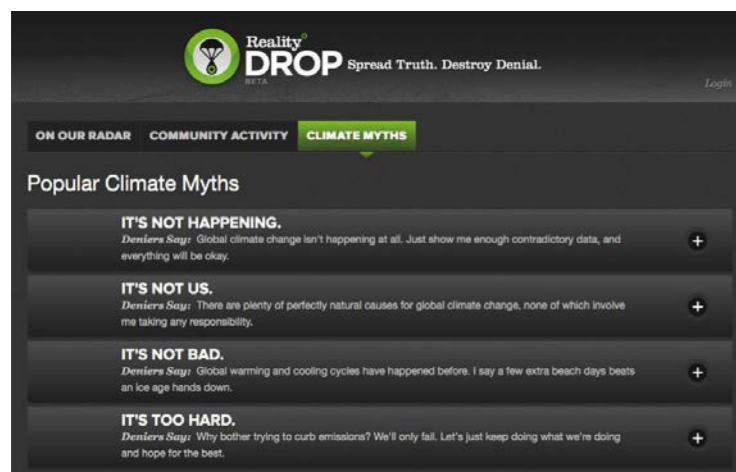 Reality
DROP Spread Truth. Destroy Denial.
BETA
Login
ON OUR RADAR COMMUNITY ACTIVITY CLIMATE MYTHS
Popular Climate Myths
IT'S NOT HAPPENING.
Deniers Say: Global climate change isn't happening at all. Just show me enough contradictory data, and
everything will be okay.
IT'S NOT US.
Deniers Say: There are plenty of perfectly natural causes for global climate change, none of which involve
me taking any responsibility.
IT'S NOT BAD.
Deniers Say: Global warming and cooling cycles have happened before. I say a few extra beach days beats
an ice age hands down.
IT'S TOO HARD.
Deniers Say: Why bother trying to curb emissions? We'll only fail. Let's just keep doing what we're doing
and hope for the best.